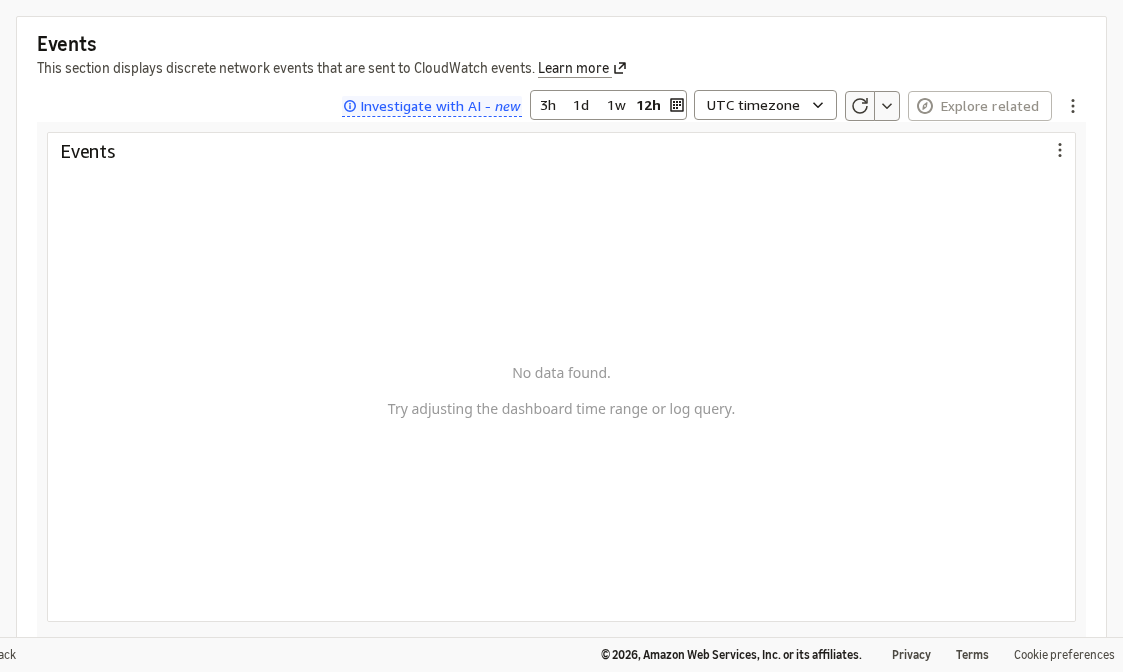 Events
This section displays discrete network events that are sent to CloudWatch events. Learn more
Investigate with AI - new 3h 1d 1w 12h UTC timezone Explore related
Events
No data found.
Try adjusting the dashboard time range or log query.
ack © 2026, Amazon Web Services, Inc. or its affiliates. Privacy Terms Cookie preferences